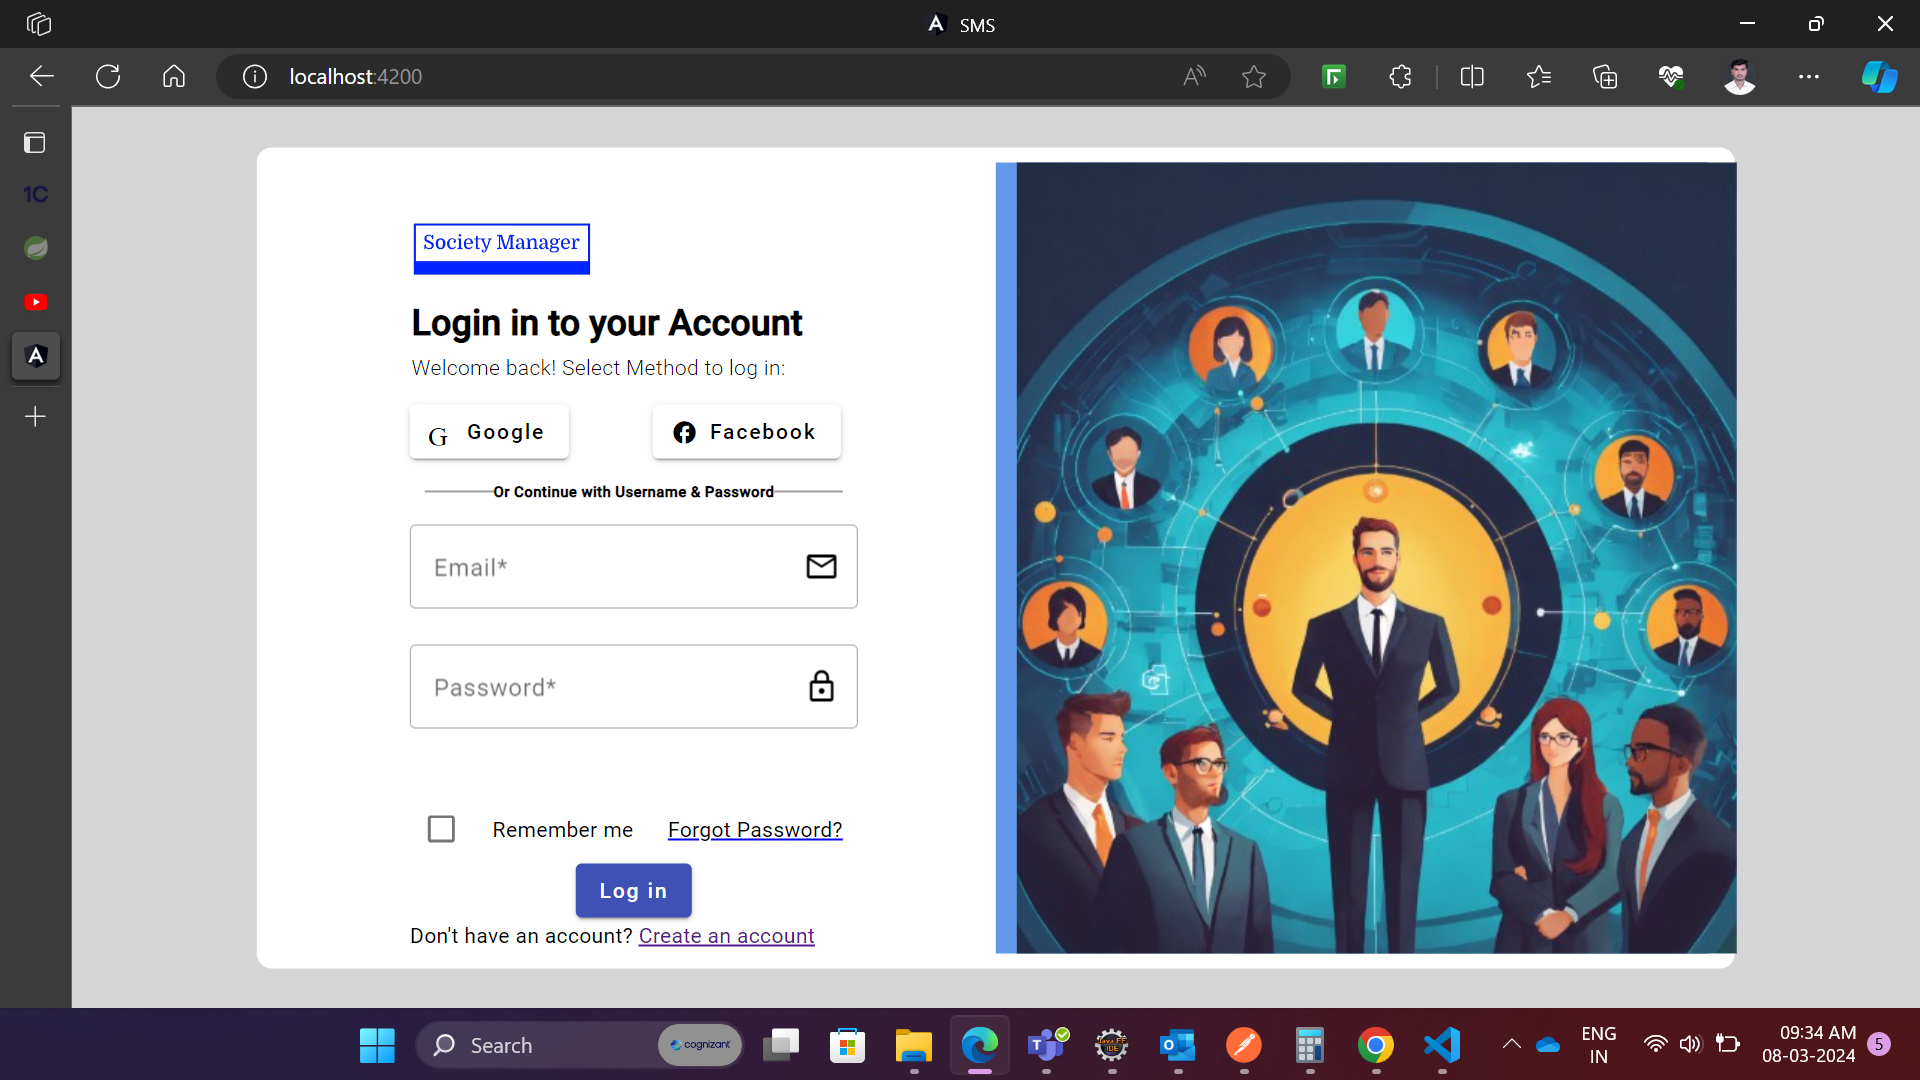 SMS
localhost:4200
1C
Society Manager
Login in to your Account
Welcome back! Select Method to log in:
G Google
Facebook
Or Continue with Username & Password
Email*
Password*
Remember me
Forgot Password?
Log in
Don't have an account? Create an account
Search
cognizant
ENG
IN
09:34 AM
08-03-2024
5